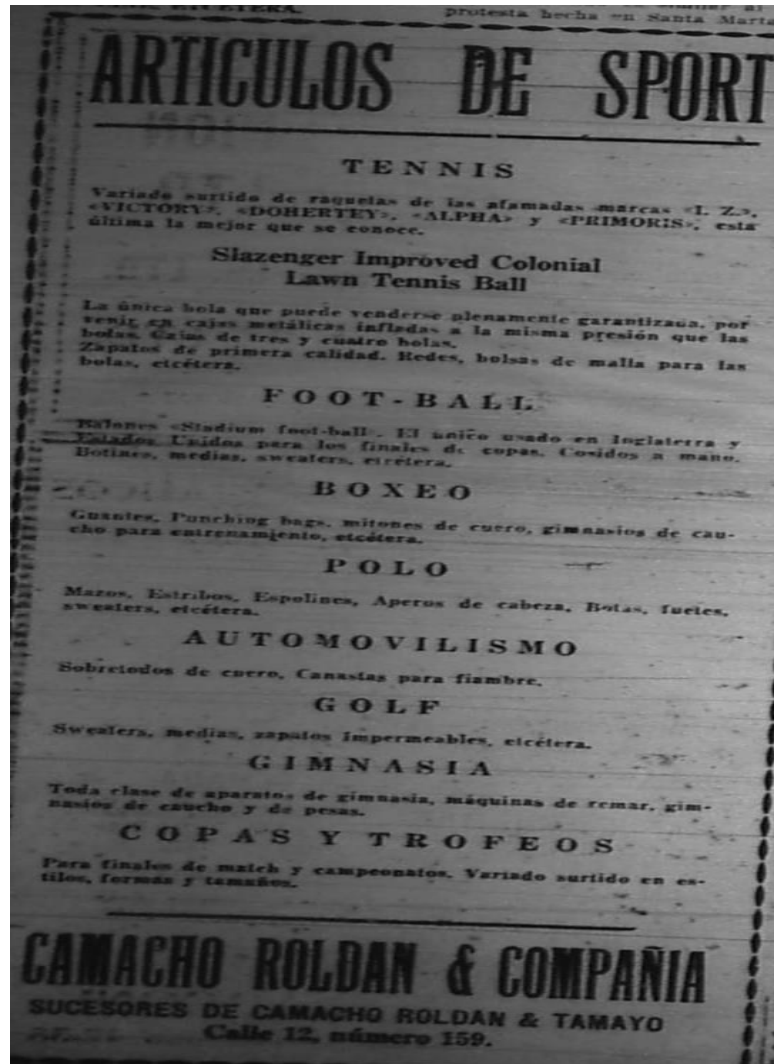 protesta hecha en Santa Marta
ARTICULOS DE SPORT
TENNIS
Variado surtido de raquetas de las afamadas marcas «I. Z.»,
«VICTORY», «DOHERTEY», «ALPHA» y «PRIMORIS», esta
última la mejor que se conoce.
Slazenger Improved Colonial
Lawn Tennis Ball
La única bola que puede venderse plenamente garantizada, por
venir en cajas metálicas infladas a la misma presión que las
bolas. Cajas de tres y cuatro bolas.
Zapatos de primera calidad. Redes, bolsas de malla para las
bolas, etcétera.
FOOT-BALL
Balones «Stadium foot-ball». El único usado en Inglaterra y
Estados Unidos para los finales de copas. Cosidos a mano.
Botines, medias, sweaters, etcétera.
BOXEO
Guantes, Punching bags, mitones de cuero, gimnasios de cau-
cho para entrenamiento, etcétera.
POLO
Mazos, Estribos, Espolines, Aperos de cabeza, Botas, fuetes,
sweaters, etcétera.
AUTOMOVILISMO
Sobretodos de cuero, Canastas para fiambre.
GOLF
Sweaters, medias, zapatos impermeables, etcétera.
GIMNASIA
Toda clase de aparatos de gimnasia, máquinas de remar, gim-
nasios de caucho y de pesas.
COPAS Y TROFEOS
Para finales de match y campeonatos. Variado surtido en es-
tilos, formas y tamaños.
CAMACHO ROLDAN & COMPAÑIA
SUCESORES DE CAMACHO ROLDAN & TAMAYO
Calle 12, número 159.